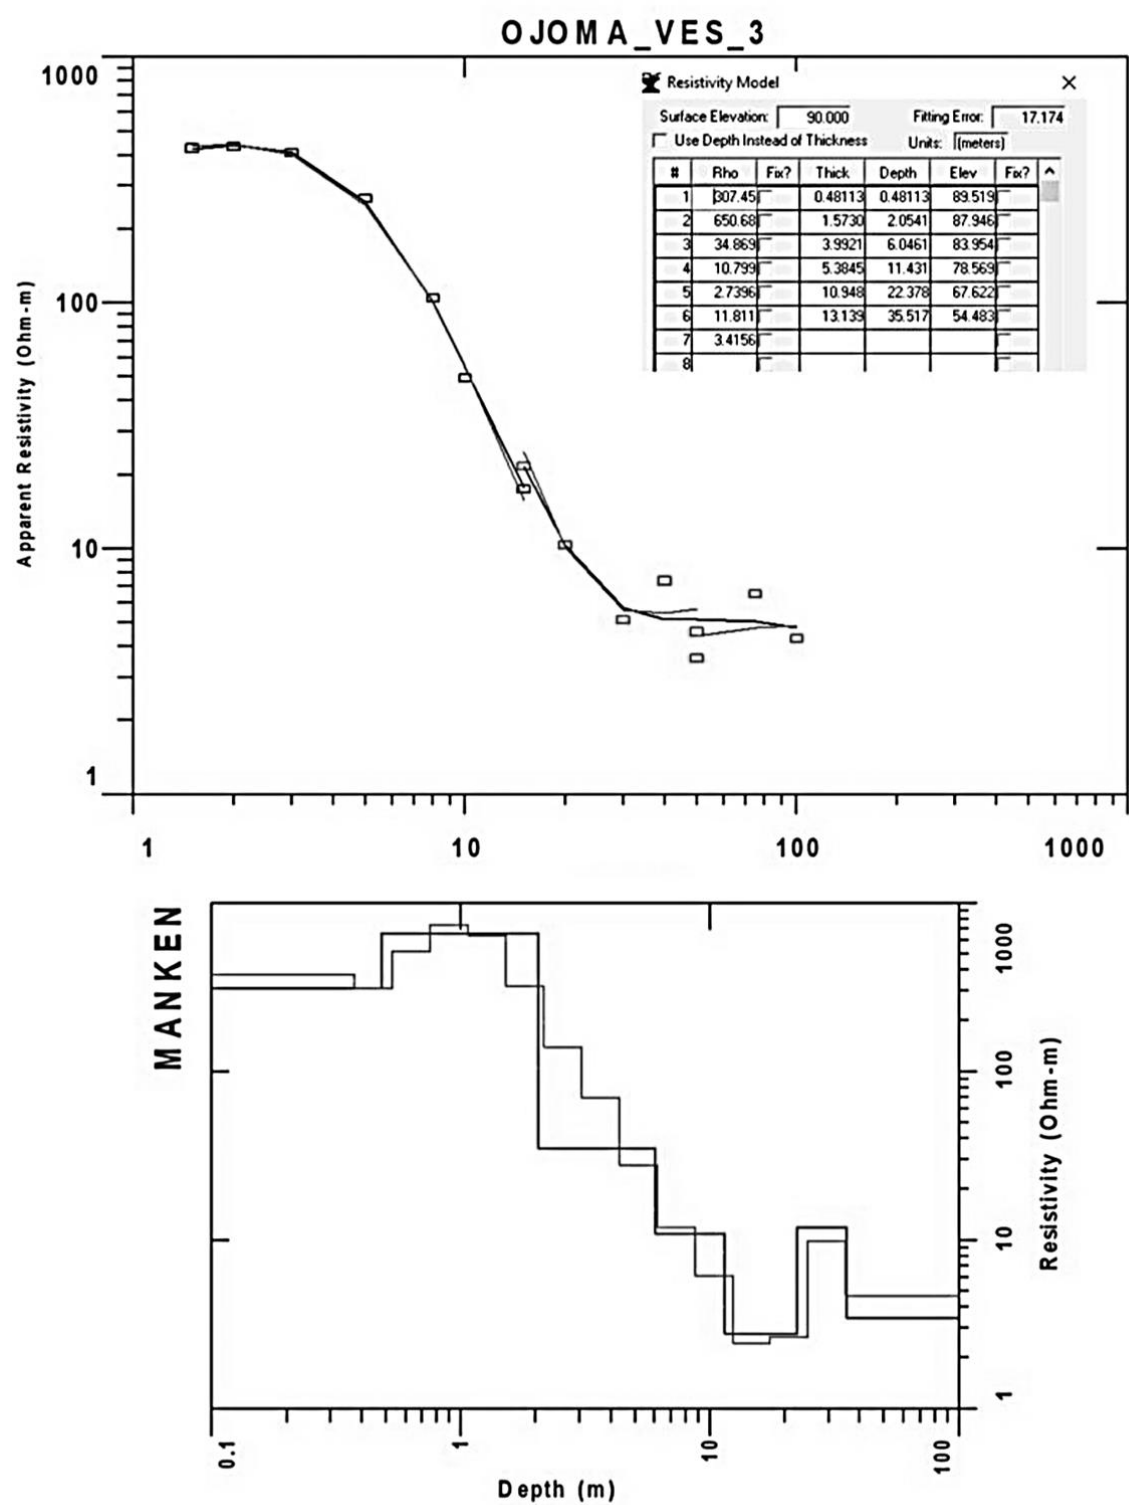 OJOMA_VES_3
Resistivity Model
Surface Elevation: 90.000 Fitting Error: 17.174
Use Depth Instead of Thickness Units: (meters)
# Rho Fix? Thick Depth Elev Fix?
1 307.45 0.48113 0.48113 89.519
2 650.68 1.5730 2.0541 87.946
3 34.869 3.9921 6.0461 83.954
4 10.799 5.3845 11.431 78.569
5 2.7396 10.948 22.378 67.622
6 11.811 13.139 35.517 54.483
7 3.4156
8
Apparent Resistivity (Ohm-m)
1000
100
10
1
1 10 100 1000
MANKEN
1000
100
10
1
Resistivity (Ohm-m)
0.1 1 10 100
Depth (m)